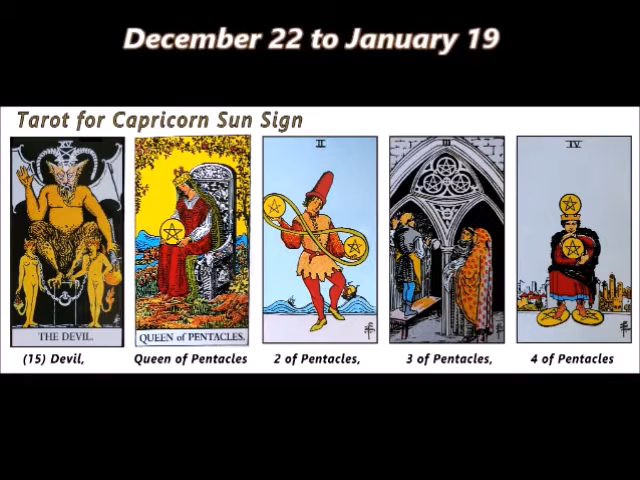 December 22 to January 19
Tarot for Capricorn Sun Sign
XV
II
III
IV
THE DEVIL.
QUEEN of PENTACLES.
(15) Devil,
Queen of Pentacles
2 of Pentacles,
3 of Pentacles,
4 of Pentacles